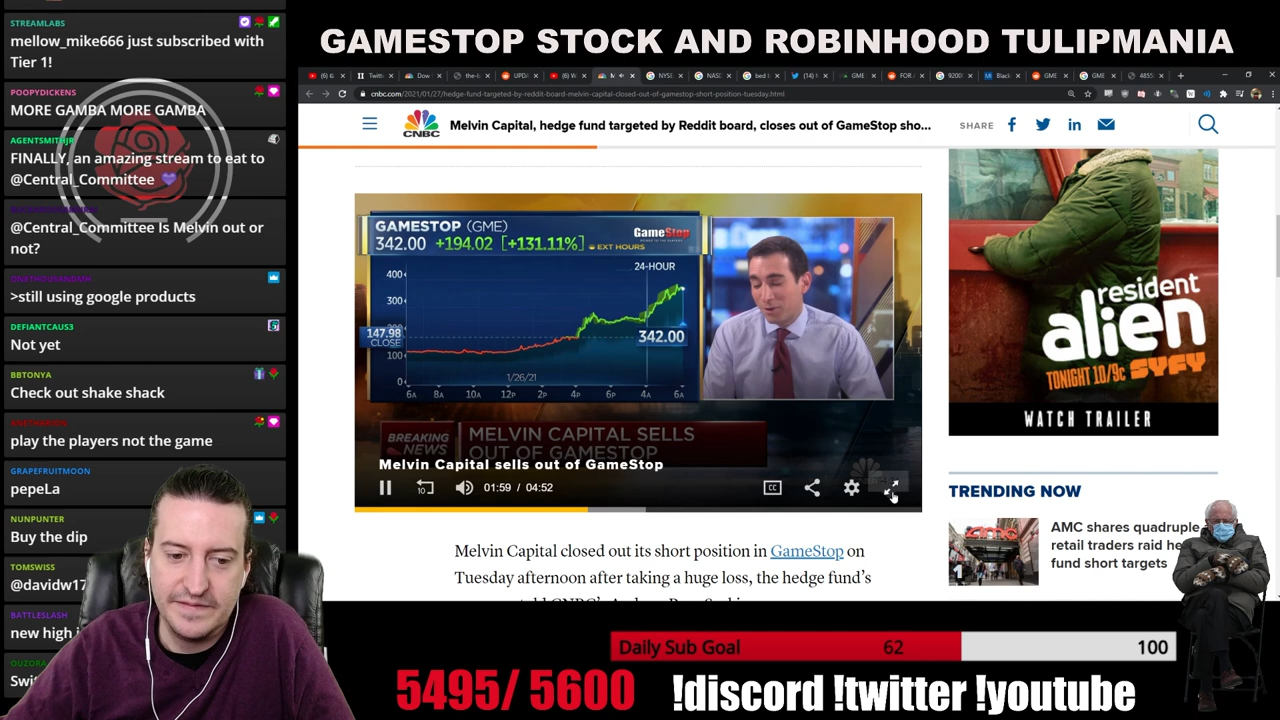 GAMESTOP STOCK AND ROBINHOOD TULIPMANIA
STREAMLABS
mellow_mike666 just subscribed with
Tier 1!
POOPYDICKENS
MORE GAMBA MORE GAMBA
AGENTSMITHJR
FINALLY, an amazing stream to eat to
@Central_Committee
@Central_Committee Is Melvin out or
not?
>still using google products
DEFIANTCAUS3
Not yet
BBTONYA
Check out shake shack
play the players not the game
GRAPEFRUITMOON
pepeLa
NUNPUNTER
Buy the dip
TOMSWISS
@davidw17
BATTLESLASH
new high
OUZORA
Swi
cnbc.com/2021/01/27/hedge-fund-targeted-by-reddit-board-melvin-capital-closed-out-of-gamestop-short-position-tuesday.html
CNBC
Melvin Capital, hedge fund targeted by Reddit board, closes out of GameStop sho...
SHARE
GAMESTOP (GME)
342.00 +194.02 [+131.11%] EXT HOURS
GameStop
24-HOUR
400
300
147.98
CLOSE
342.00
100
0
1/26/21
6A 8A 10A 12P 2P 4P 6P 4A 6A
BREAKING
NEWS
MELVIN CAPITAL SELLS
OUT OF GAMESTOP
Melvin Capital sells out of GameStop
10
01:59 / 04:52
CC
Melvin Capital closed out its short position in GameStop on
Tuesday afternoon after taking a huge loss, the hedge fund's
resident
alien
TONIGHT 10/9c SYFY
WATCH TRAILER
TRENDING NOW
1
AMC shares quadruple
retail traders raid he
fund short targets
Daily Sub Goal 62 100
5495/ 5600 !discord !twitter !youtube